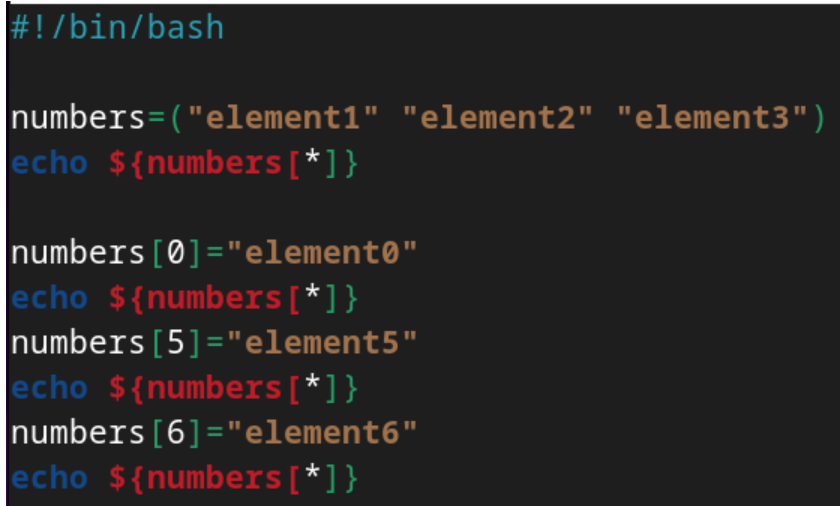 #!/bin/bash
numbers=("element1" "element2" "element3")
echo ${numbers[*]}
numbers[0]="element0"
echo ${numbers[*]}
numbers[5]="element5"
echo ${numbers[*]}
numbers[6]="element6"
echo ${numbers[*]}